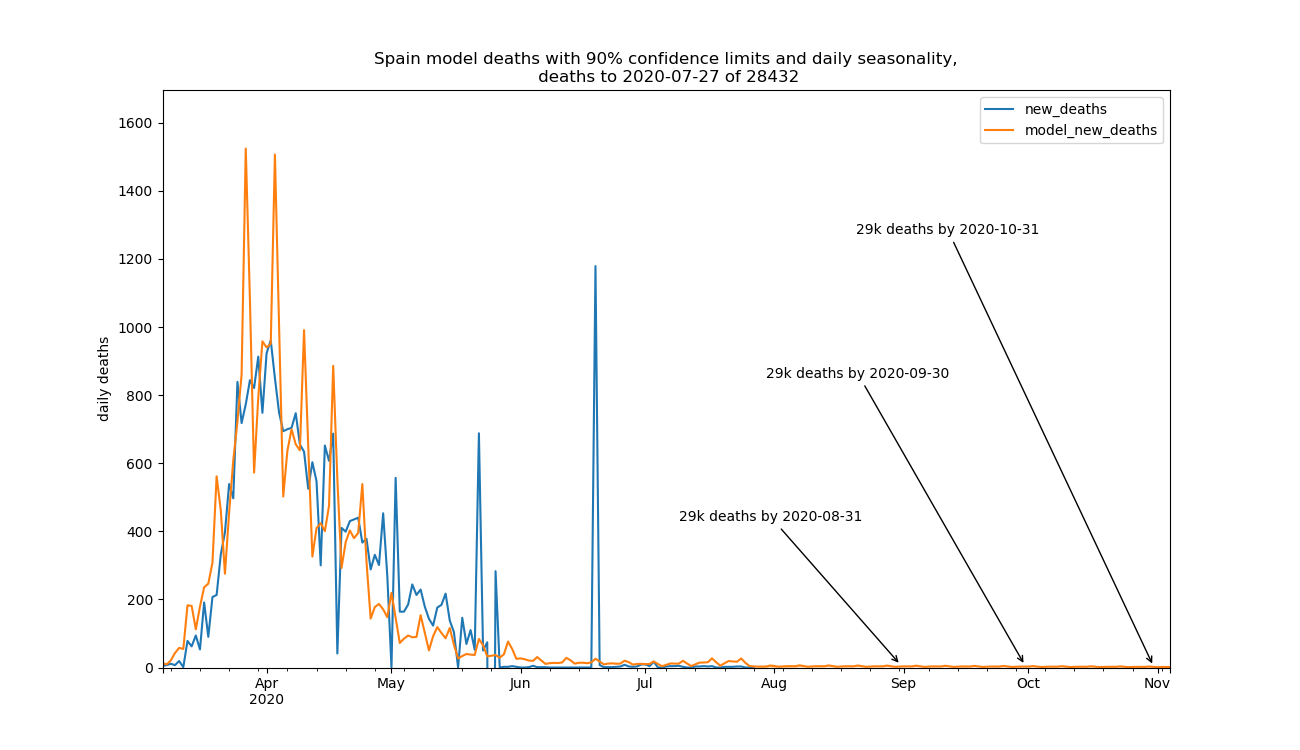 Spain model deaths with 90% confidence limits and daily seasonality,
deaths to 2020-07-27 of 28432
new_deaths
model_new_deaths
1600
1400
1200
1000
800
600
400
200
0
daily deaths
29k deaths by 2020-10-31
29k deaths by 2020-09-30
29k deaths by 2020-08-31
Apr May Jun Jul Aug Sep Oct Nov
2020